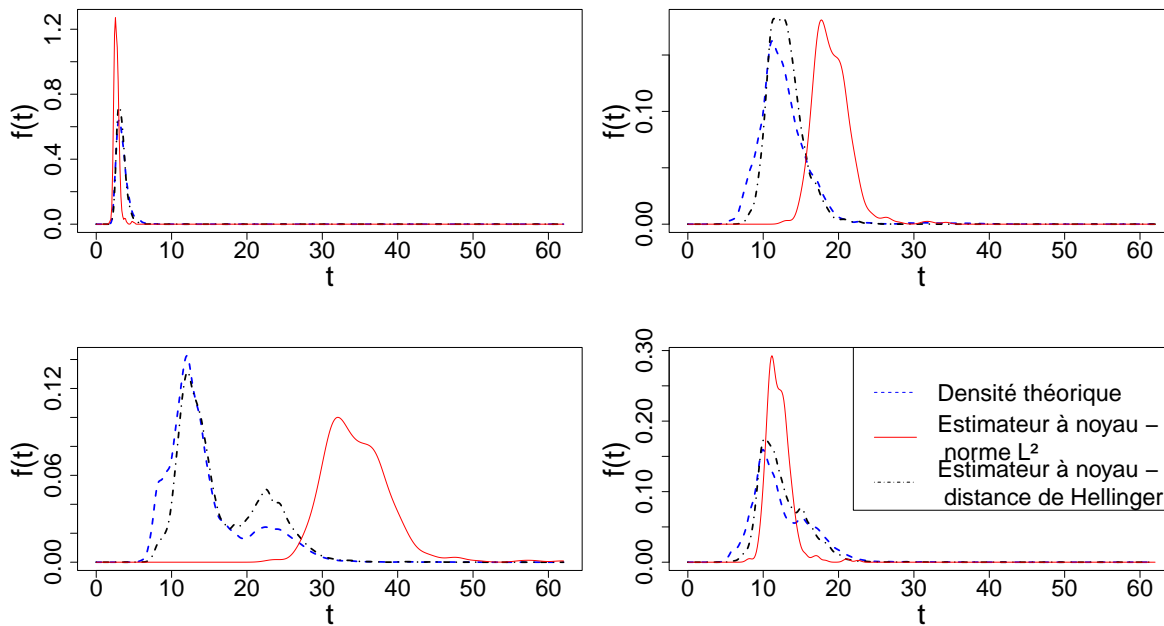 0.0 0.4 0.8 1.2
f(t)
0 10 20 30 40 50 60
t
0.00 0.10
f(t)
0 10 20 30 40 50 60
t
0.00 0.06 0.12
f(t)
0 10 20 30 40 50 60
t
0.00 0.10 0.20 0.30
f(t)
0 10 20 30 40 50 60
t
Densité théorique
Estimateur à noyau −
norme L²
Estimateur à noyau −
distance de Hellinger